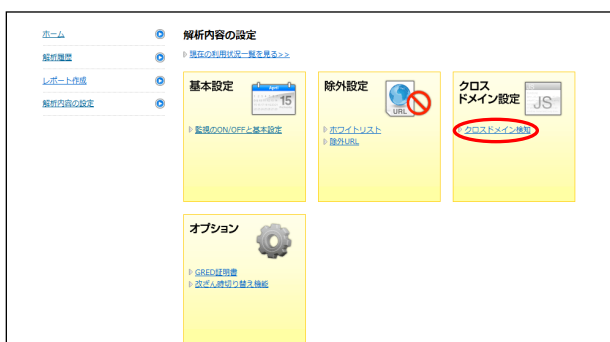 ホーム
解析履歴
レポート作成
解析内容の設定
解析内容の設定
現在の利用状況一覧を見る>>
基本設定
April
15
監視のON/OFFと基本設定
除外設定
URL
ホワイトリスト
除外URL
クロス
ドメイン設定
JS
クロスドメイン検知
オプション
GRED証明書
改ざん時切り替え機能